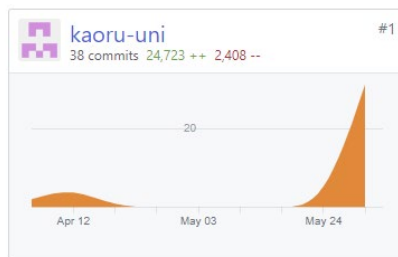 kaoru-uni #1
38 commits 24,723 ++ 2,408 --
20
Apr 12 May 03 May 24